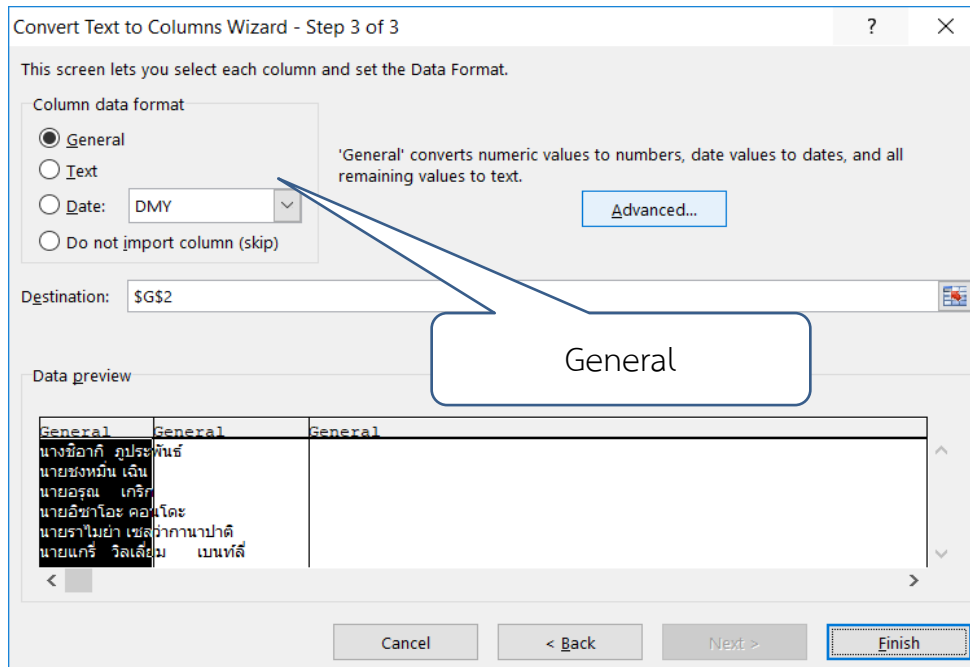 Convert Text to Columns Wizard - Step 3 of 3 ?
This screen lets you select each column and set the Data Format.
Column data format
General
Text
Date: DMY
Do not import column (skip)
'General' converts numeric values to numbers, date values to dates, and all
remaining values to text.
Advanced...
Destination: $G$2
General
Data preview
General General General
นางชิอากิ ภูประพันธ์
นายชงหมิ่น เฉิน
นายอรุณ เกริก
นายอิซาโอะ คอนโดะ
นายราไมย่า เซลว่ากานาปาดิ
นายแกรี่ วิลเลี่ยม เบนท์ลี่
Cancel < Back Next > Finish